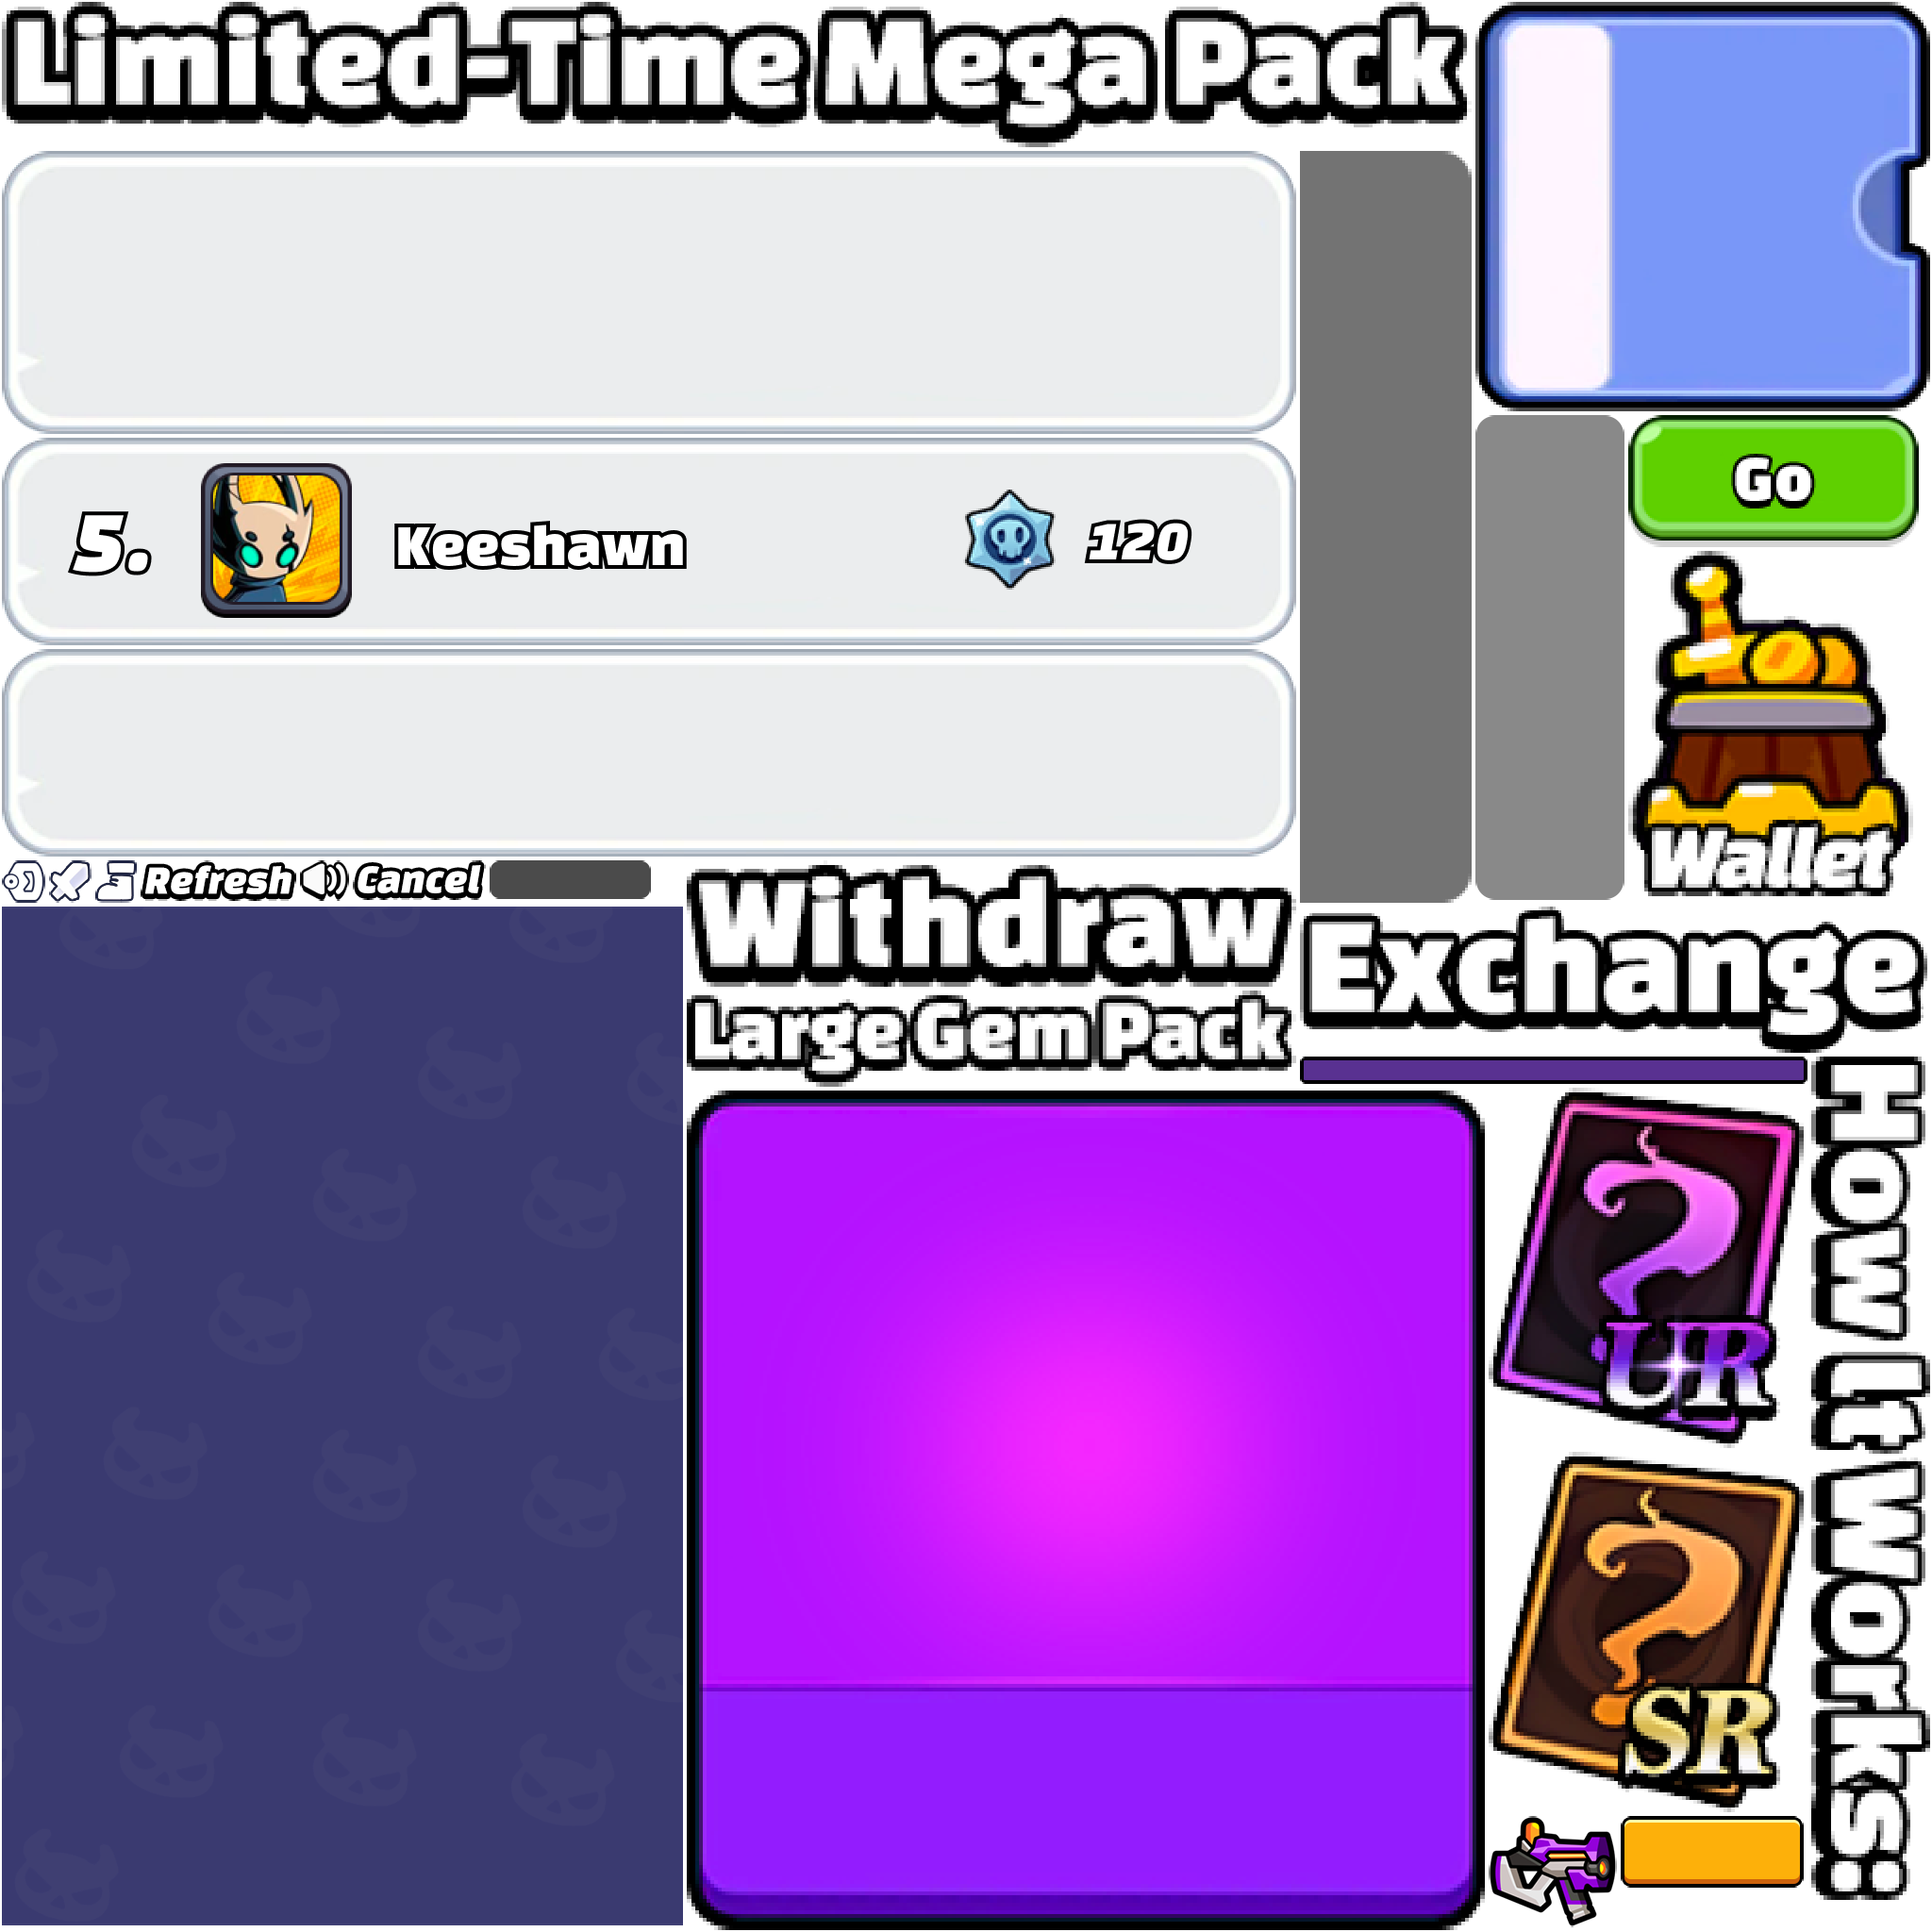 Limited-Time Mega Pack
Go
5. Keeshawn 120
Wallet
Refresh Cancel
Withdraw
Exchange
Large Gem Pack
How It Works:
UR
SR